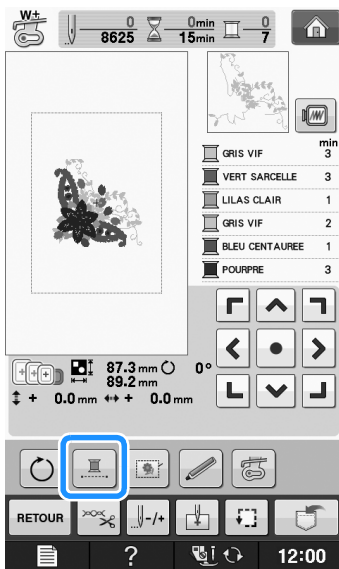 W±
0 0min 0
8625 15min 7
min
GRIS VIF 3
VERT SARCELLE 3
LILAS CLAIR 1
GRIS VIF 2
BLEU CENTAUREE 1
POURPRE 3
87.3 mm 0°
89.2 mm
+ 0.0 mm + 0.0 mm
RETOUR -/+
? 12:00